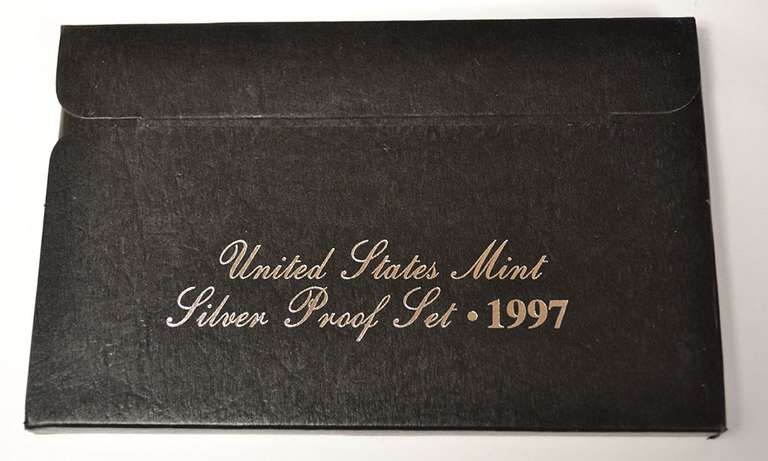 United States Mint
Silver Proof Set • 1997